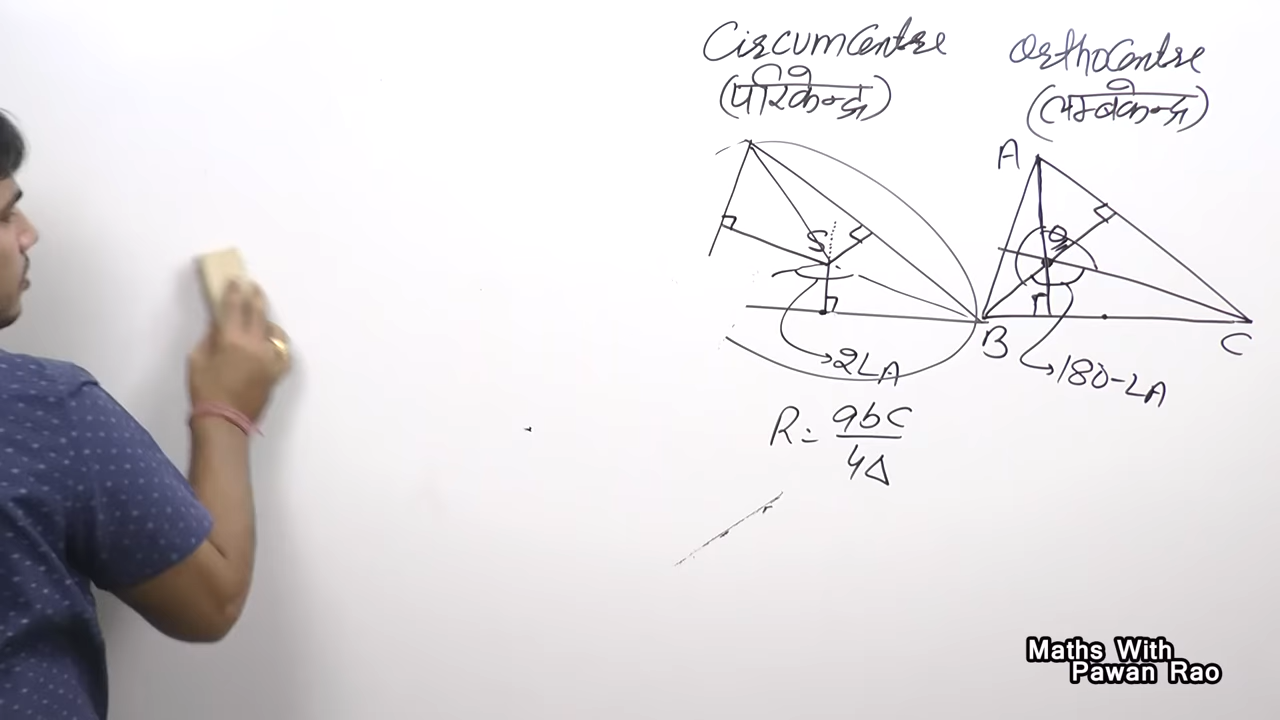 Circumcentre
(परिकेन्द्र)
S
2∠A
R = abc
4Δ
Orthocentre
(लम्बकेन्द्र)
A
O
B
C
180-∠A
Maths With
Pawan Rao